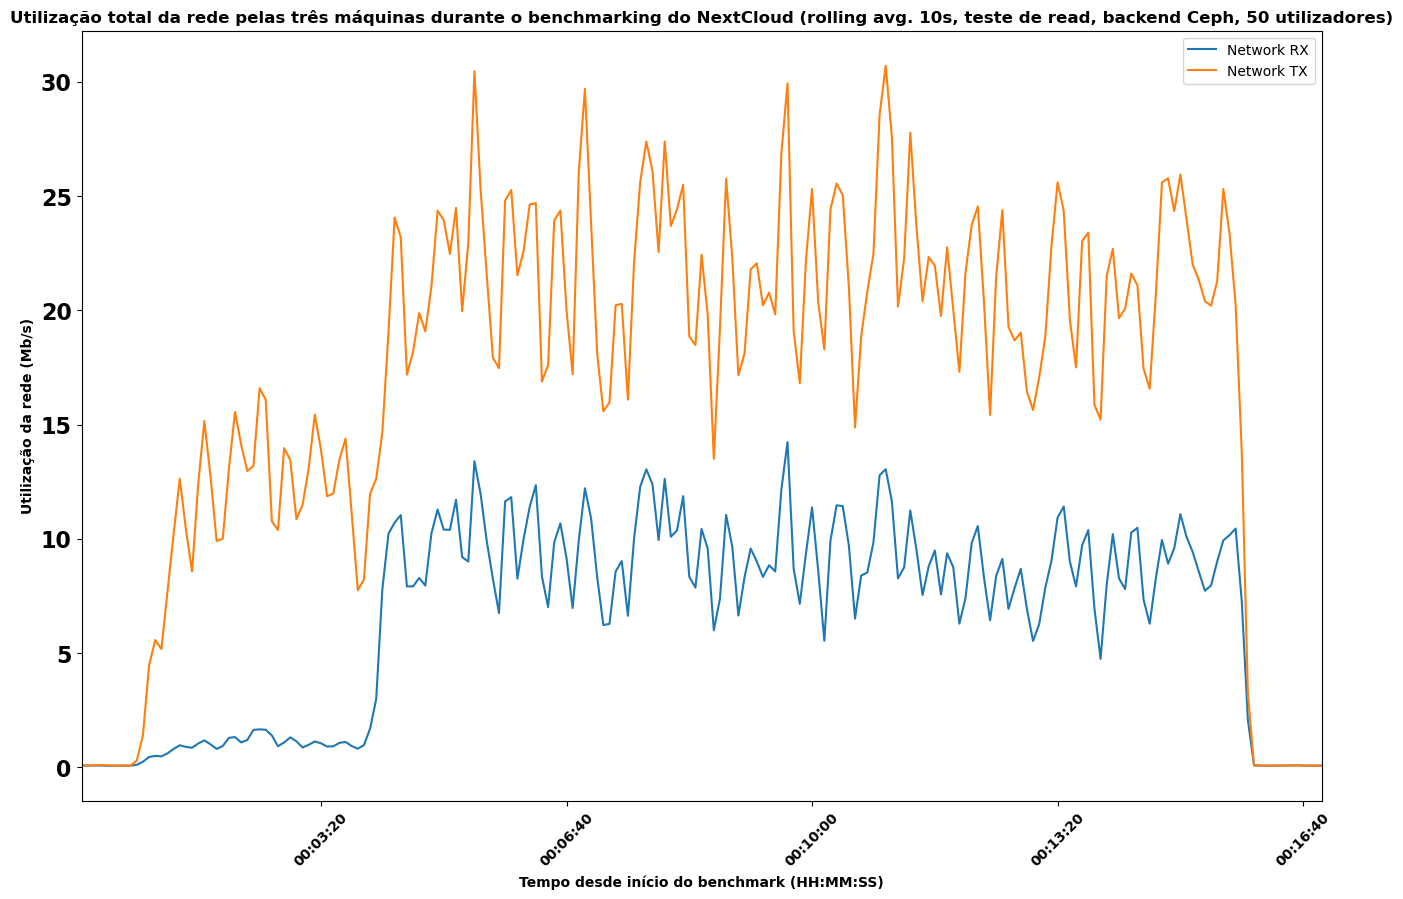 Utilização total da rede pelas três máquinas durante o benchmarking do NextCloud (rolling avg. 10s, teste de read, backend Ceph, 50 utilizadores)
Network RX
Network TX
30
25
20
15
10
5
0
Utilização da rede (Mb/s)
00:03:20
00:06:40
00:10:00
00:13:20
00:16:40
Tempo desde início do benchmark (HH:MM:SS)